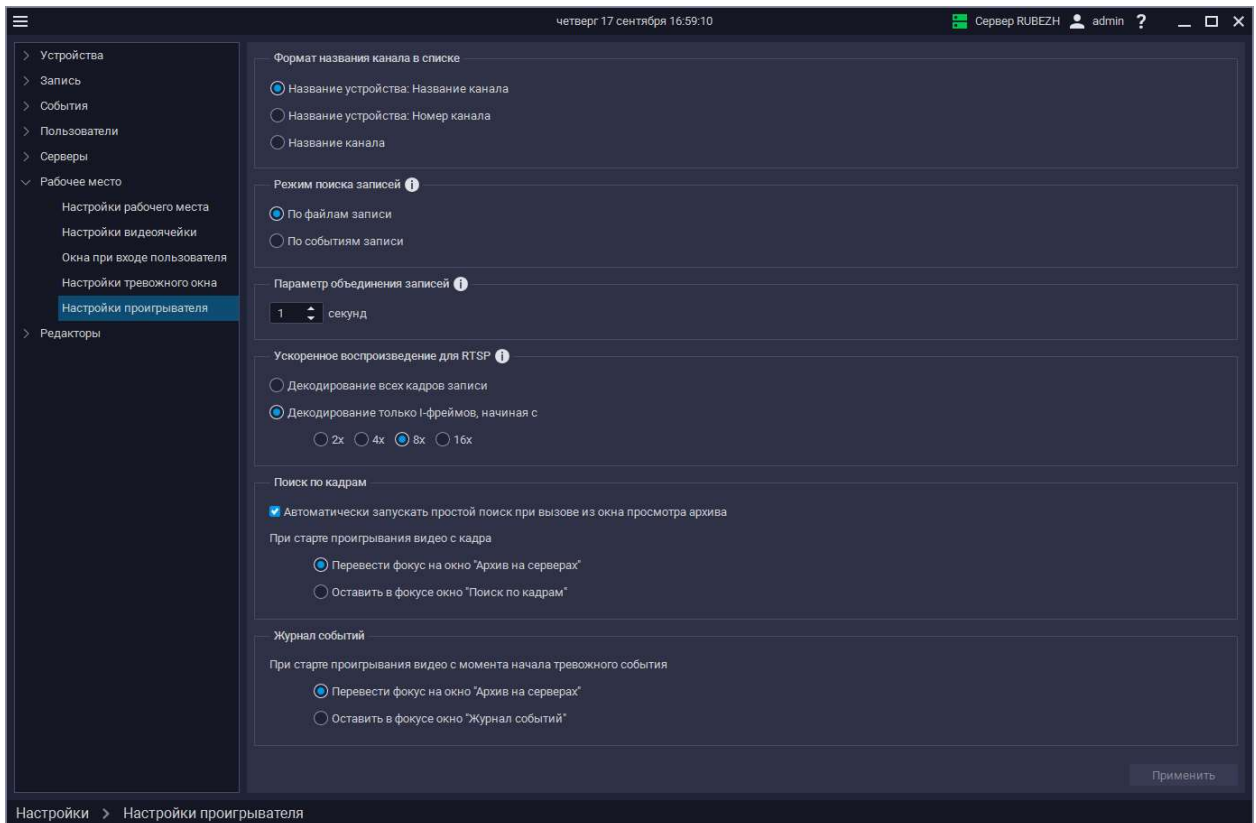 четверг 17 сентября 16:59:10 Сервер RUBEZH admin ?
Устройства
Запись
События
Пользователи
Серверы
Рабочее место
Настройки рабочего места
Настройки видеоячейки
Окна при входе пользователя
Настройки тревожного окна
Настройки проигрывателя
Редакторы
Формат названия канала в списке
Название устройства: Название канала
Название устройства: Номер канала
Название канала
Режим поиска записей i
По файлам записи
По событиям записи
Параметр объединения записей i
1 секунд
Ускоренное воспроизведение для RTSP i
Декодирование всех кадров записи
Декодирование только I-фреймов, начиная с
2x 4x 8x 16x
Поиск по кадрам
Автоматически запускать простой поиск при вызове из окна просмотра архива
При старте проигрывания видео с кадра
Перевести фокус на окно "Архив на серверах"
Оставить в фокусе окно "Поиск по кадрам"
Журнал событий
При старте проигрывания видео с момента начала тревожного события
Перевести фокус на окно "Архив на серверах"
Оставить в фокусе окно "Журнал событий"
Применить
Настройки > Настройки проигрывателя